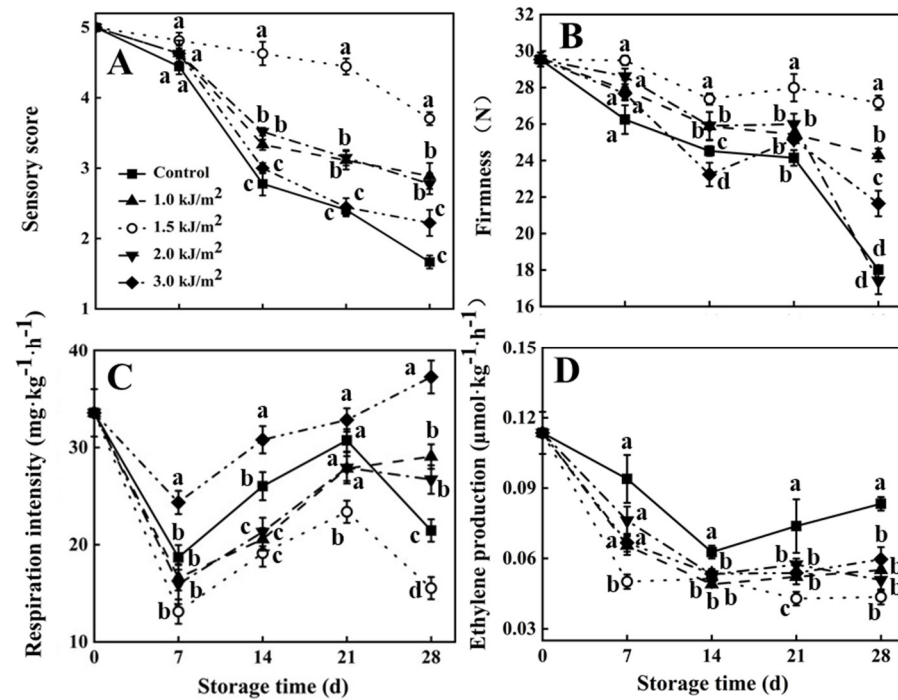 A
Sensory score
5
4
3
2
1
Control
1.0 kJ/m²
1.5 kJ/m²
2.0 kJ/m²
3.0 kJ/m²
a a a a a a
b b b b b b
c c c c c c
B
Firmness (N)
32
30
28
26
24
22
20
18
16
a a a a a a a a
b b b b b b
c c d d d
C
Respiration intensity (mg·kg⁻¹·h⁻¹)
40
30
20
10
a a a a a a
b b b b b b b b
c c c d
0 7 14 21 28
Storage time (d)
D
Ethylene production (μmol·kg⁻¹·h⁻¹)
0.15
0.12
0.09
0.06
0.03
a a a a a a a
b b b b b b b b b
c
0 7 14 21 28
Storage time (d)